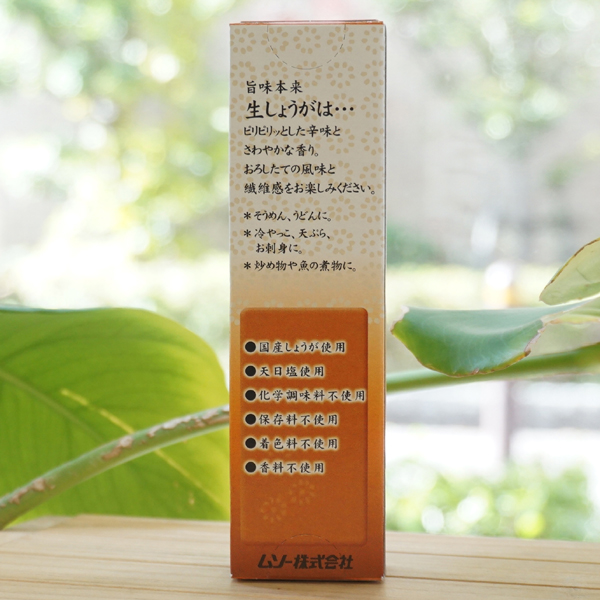 旨味本来
生しょうがは…
ピリピリッとした辛味と
さわやかな香り。
おろしたての風味と
繊維感をお楽しみください。
＊そうめん、うどんに。
＊冷やっこ、天ぷら、
お刺身に。
＊炒め物や魚の煮物に。
●国産しょうが使用
●天日塩使用
●化学調味料不使用
●保存料不使用
●着色料不使用
●香料不使用
ムソー株式会社